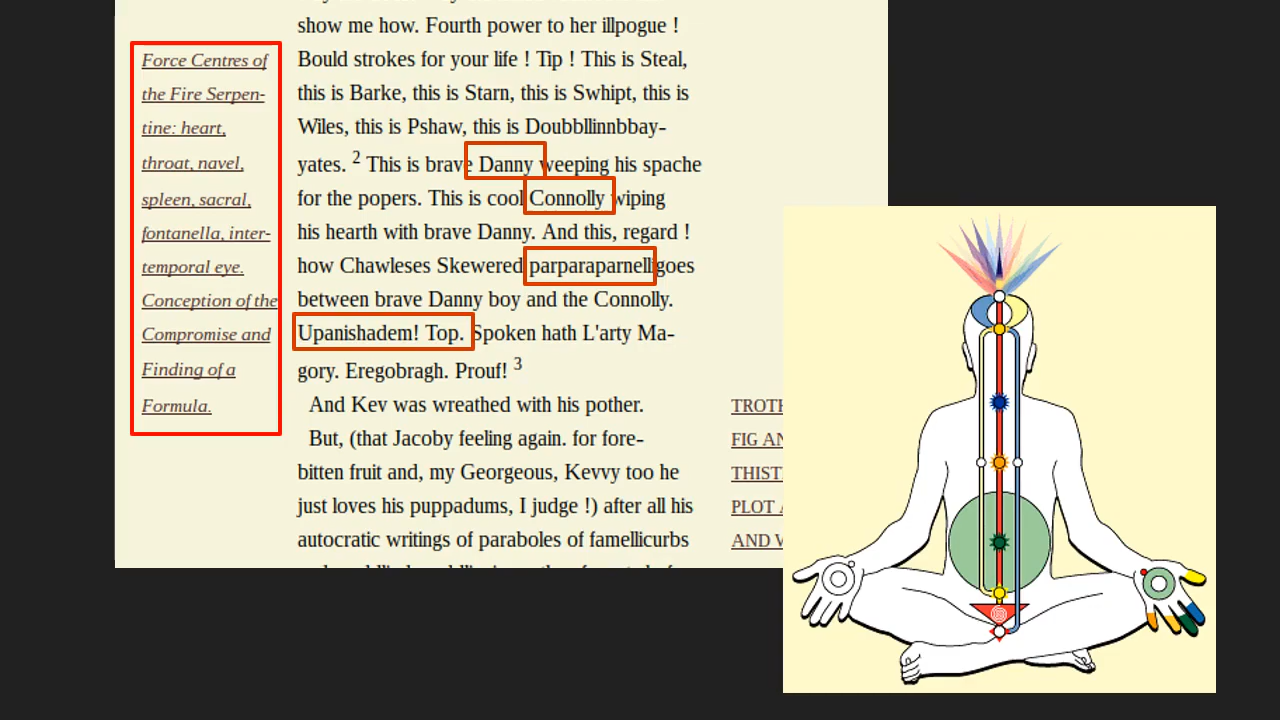 show me how. Fourth power to her illpogue !
Force Centres of
the Fire Serpen-
tine: heart,
throat, navel,
spleen, sacral,
fontanella, inter-
temporal eye.
Conception of the
Compromise and
Finding of a
Formula.
Bould strokes for your life ! Tip ! This is Steal,
this is Barke, this is Starn, this is Swhipt, this is
Wiles, this is Pshaw, this is Doubbllinnbbay-
yates. 2 This is brave Danny weeping his spache
for the popers. This is cool Connolly wiping
his hearth with brave Danny. And this, regard !
how Chawleses Skewered parparaparnelligoes
between brave Danny boy and the Connolly.
Upanishadem! Top. Spoken hath L'arty Ma-
gory. Eregobragh. Prouf! 3
And Kev was wreathed with his pother.
But, (that Jacoby feeling again. for fore-
bitten fruit and, my Georgeous, Kevvy too he
just loves his puppadums, I judge !) after all his
autocratic writings of paraboles of famellicurbs
FIG
THIST
PLOT
AND